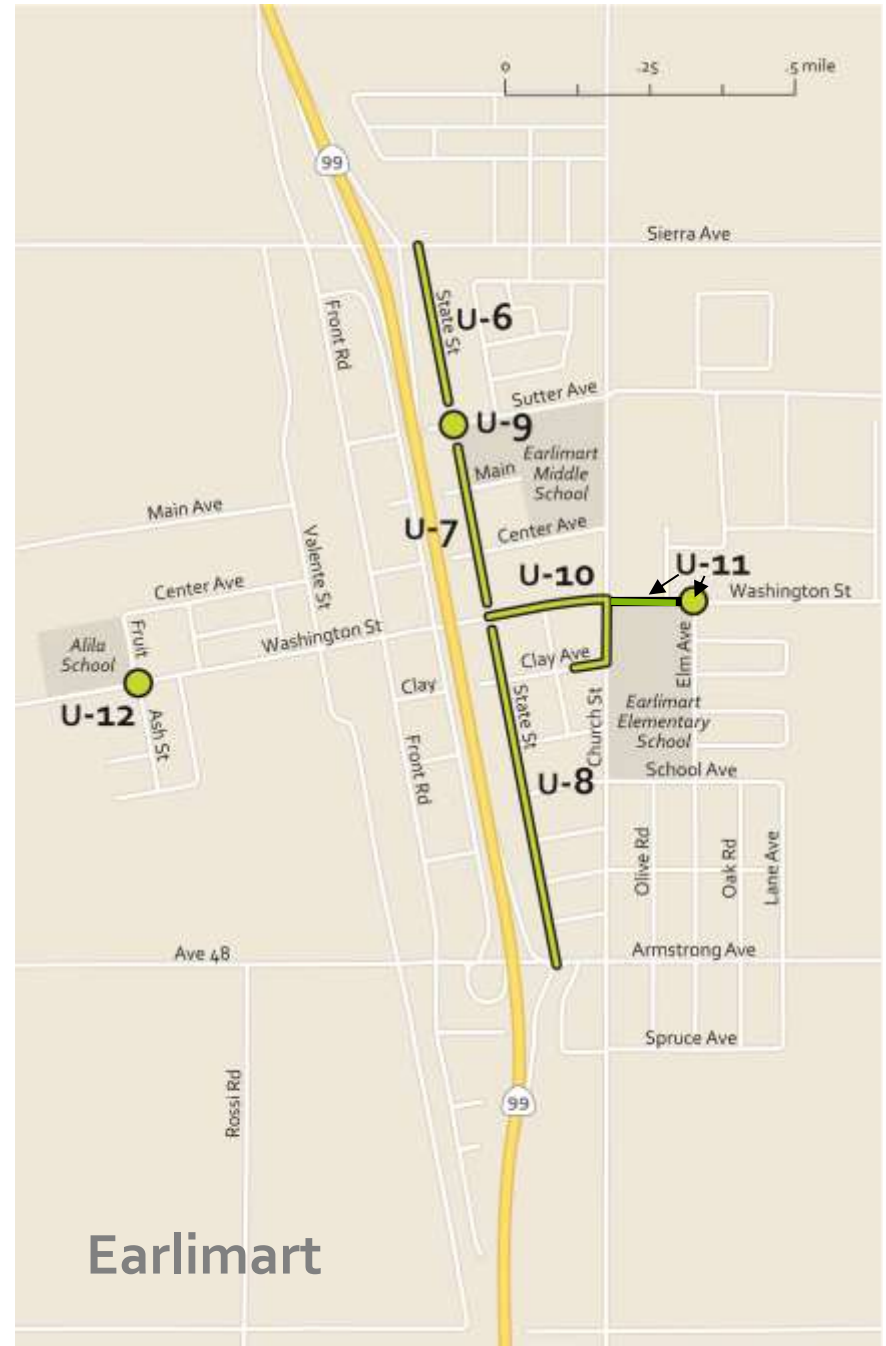 0 .25 .5 mile
99
Sierra Ave
State St
U-6
Front Rd
Sutter Ave
U-9
Earlimart
Middle
School
Main
Main Ave
U-7
Center Ave
Valente St
U-10
U-11
Center Ave
Washington St
Washington St
Fruit
Alila
School
Clay Ave
Elm Ave
Clay
U-12
Ash St
State St
Church St
Earlimart
Elementary
School
Front Rd
U-8
School Ave
Olive Rd
Oak Rd
Lane Ave
Ave 48
Armstrong Ave
Spruce Ave
Rossi Rd
99
Earlimart